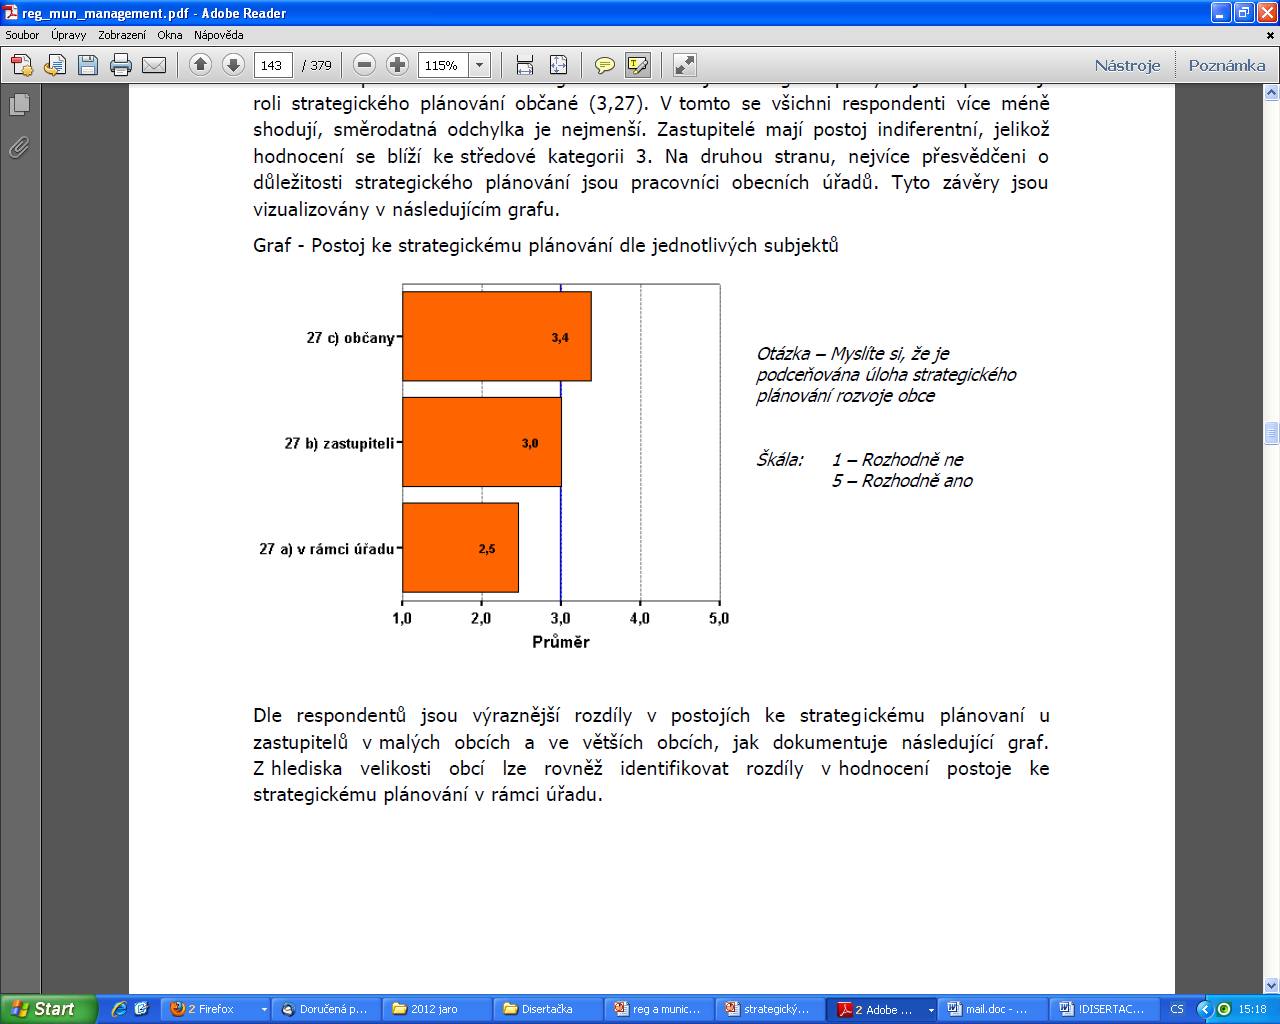 reg_mun_management.pdf - Adobe Reader
Soubor Úpravy Zobrazení Okna Nápověda
143 / 379 115% Nástroje Poznámka
roli strategického plánování občané (3,27). V tomto se všichni respondenti více méně
shodují, směrodatná odchylka je nejmenší. Zastupitelé mají postoj indiferentní, jelikož
hodnocení se blíží ke středové kategorii 3. Na druhou stranu, nejvíce přesvědčeni o
důležitosti strategického plánování jsou pracovníci obecních úřadů. Tyto závěry jsou
vizualizovány v následujícím grafu.
Graf - Postoj ke strategickému plánování dle jednotlivých subjektů
27 c) občany
3,4
27 b) zastupiteli
3,0
27 a) v rámci úřadu
2,5
1,0 2,0 3,0 4,0 5,0
Průměr
Otázka – Myslíte si, že je
podceňována úloha strategického
plánování rozvoje obce
Škála: 1 – Rozhodně ne
5 – Rozhodně ano
Dle respondentů jsou výraznější rozdíly v postojích ke strategickému plánovaní u
zastupitelů v malých obcích a ve větších obcích, jak dokumentuje následující graf.
Z hlediska velikosti obcí lze rovněž identifikovat rozdíly v hodnocení postoje ke
strategickému plánování v rámci úřadu.
Start 2 Firefox Doručená p... 2012 jaro Disertačka reg a munic... strategický... 2 Adobe ... mail.doc - ... !DISERTAC... CS 15:18